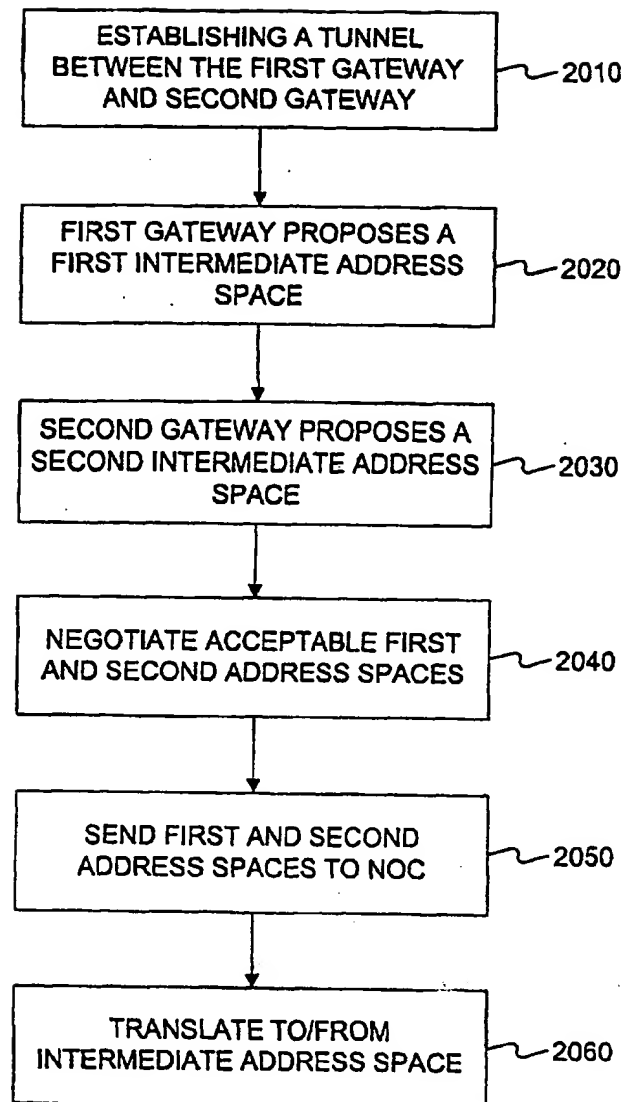 ESTABLISHING A TUNNEL
BETWEEN THE FIRST GATEWAY
AND SECOND GATEWAY
2010
FIRST GATEWAY PROPOSES A
FIRST INTERMEDIATE ADDRESS
SPACE
2020
SECOND GATEWAY PROPOSES A
SECOND INTERMEDIATE ADDRESS
SPACE
2030
NEGOTIATE ACCEPTABLE FIRST
AND SECOND ADDRESS SPACES
2040
SEND FIRST AND SECOND
ADDRESS SPACES TO NOC
2050
TRANSLATE TO/FROM
INTERMEDIATE ADDRESS SPACE
2060